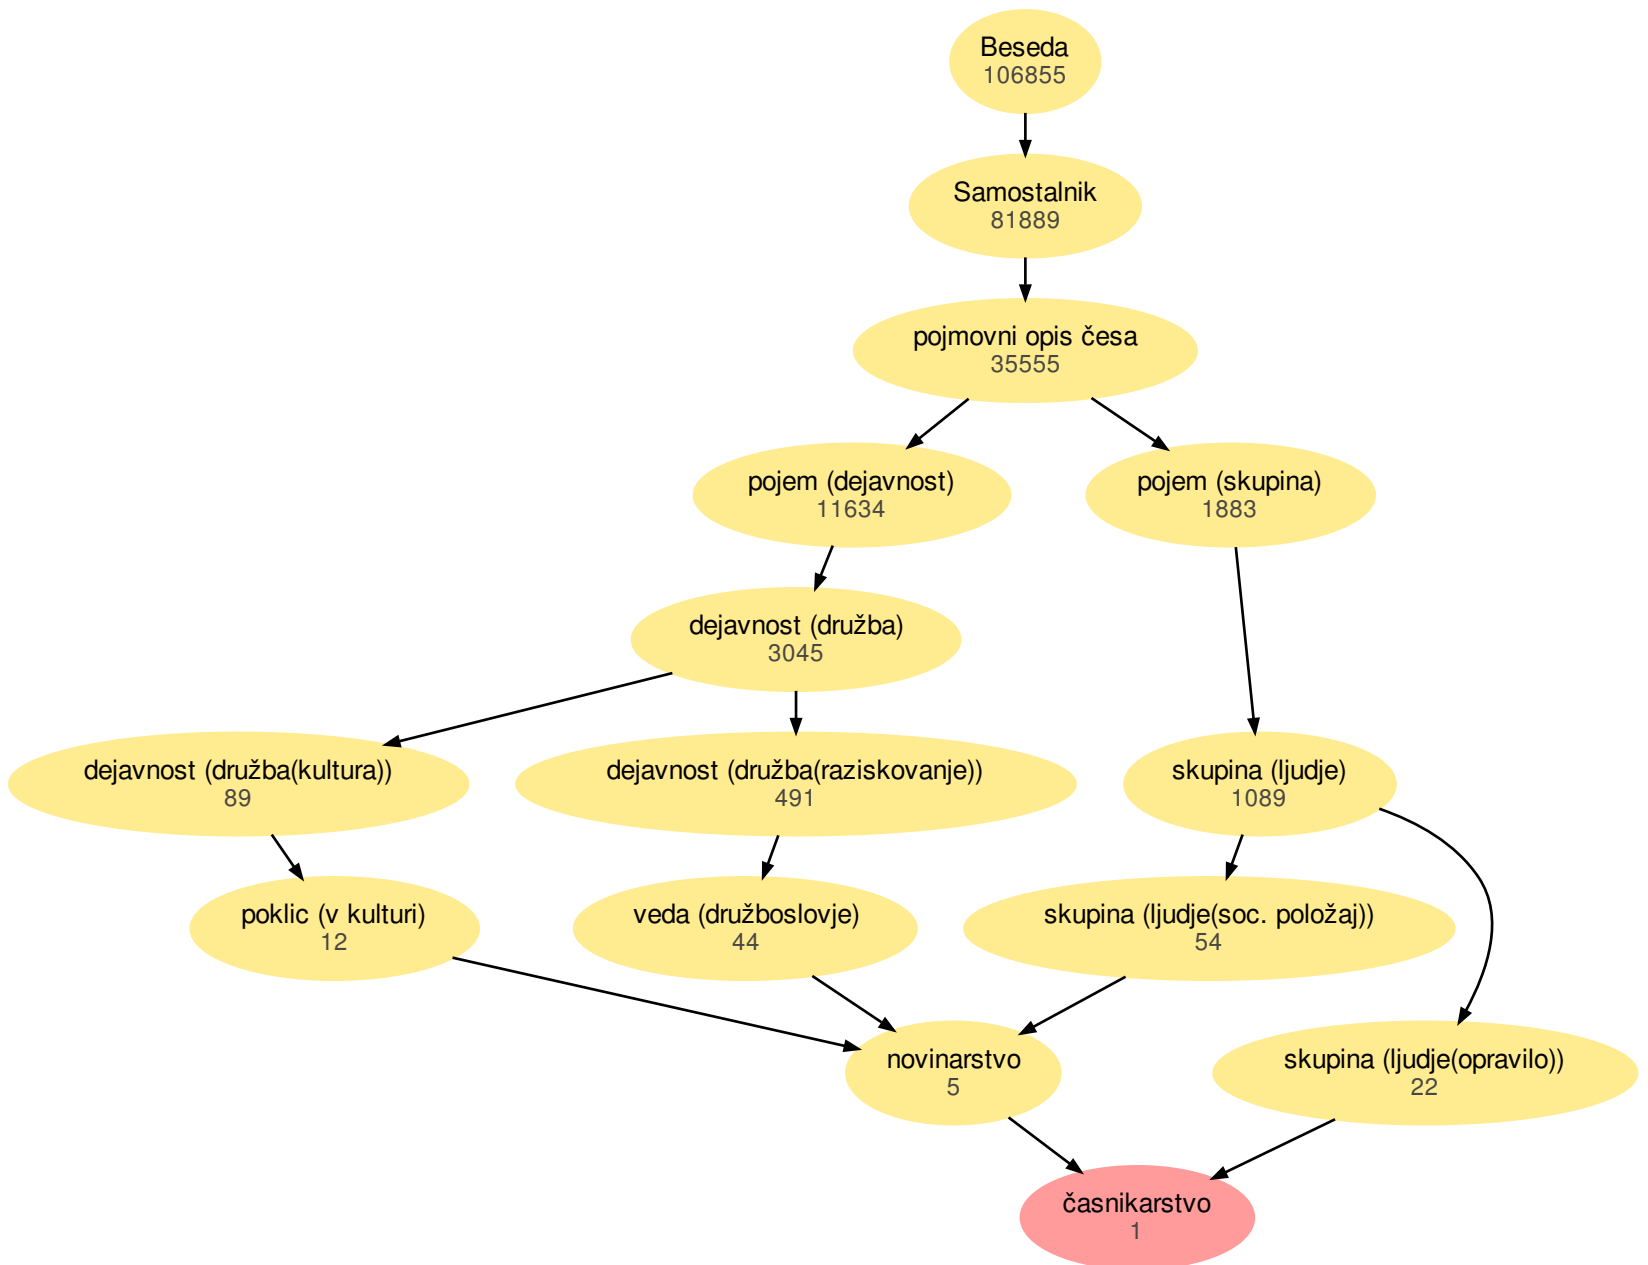 Beseda
106855
Samostalnik
81889
pojmovni opis česa
35555
pojem (dejavnost)
11634
pojem (skupina)
1883
dejavnost (družba)
3045
dejavnost (družba(kultura))
89
dejavnost (družba(raziskovanje))
491
skupina (ljudje)
1089
poklic (v kulturi)
12
veda (družboslovje)
44
skupina (ljudje(soc. položaj))
54
novinarstvo
5
skupina (ljudje(opravilo))
22
časnikarstvo
1